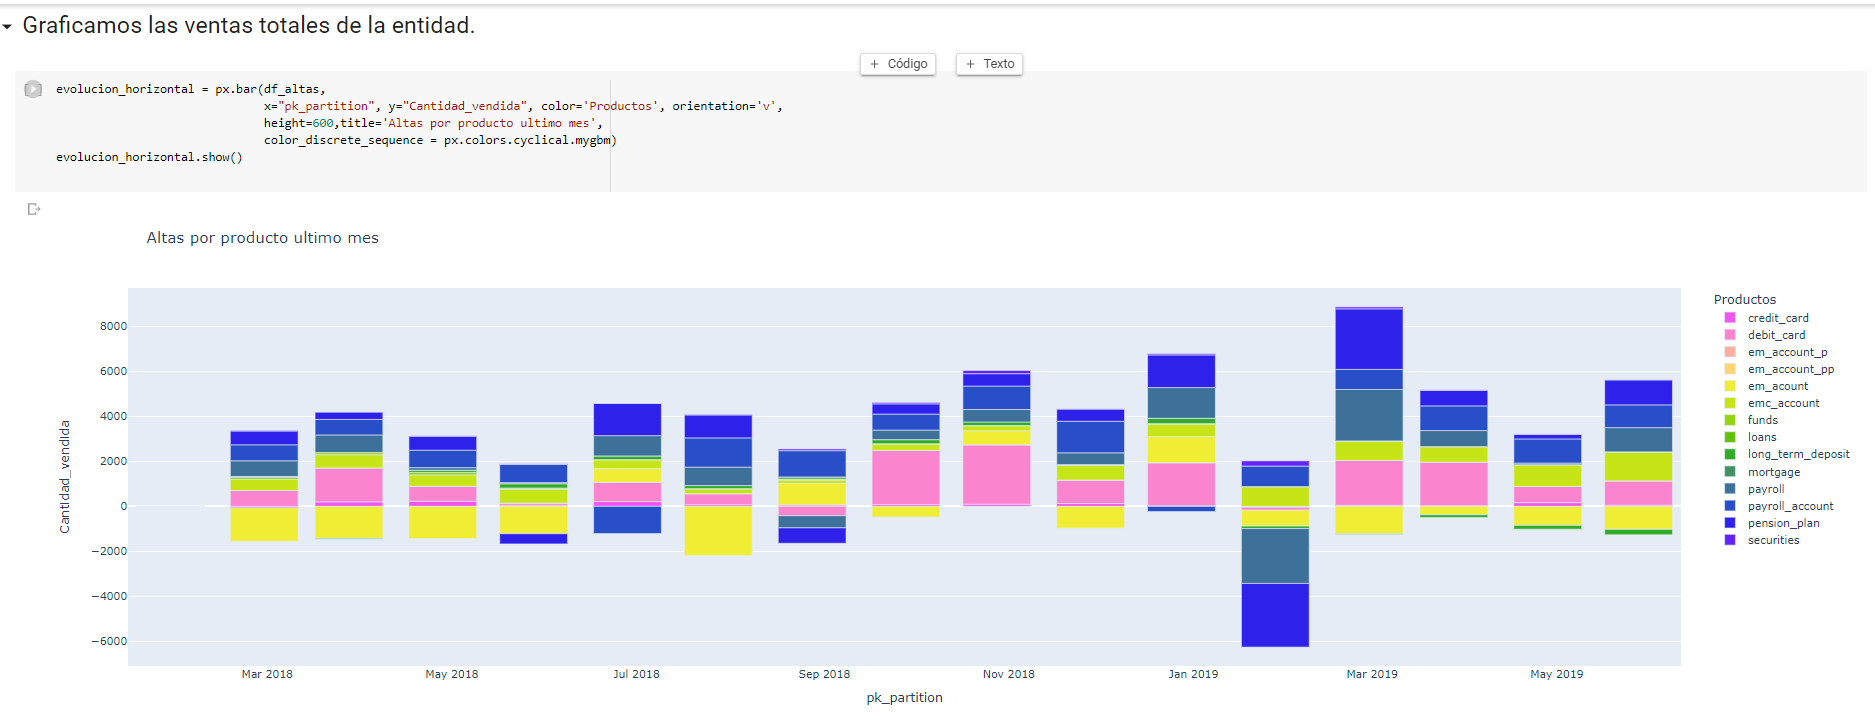 Graficamos las ventas totales de la entidad.
+ Código + Texto
evolucion_horizontal = px.bar(df_altas,
x="pk_partition", y="Cantidad_vendida", color='Productos', orientation='v',
height=600,title='Altas por producto ultimo mes',
color_discrete_sequence = px.colors.cyclical.mygbm)
evolucion_horizontal.show()
Altas por producto ultimo mes
Cantidad_vendida
8000
6000
4000
2000
0
−2000
−4000
−6000
Mar 2018 May 2018 Jul 2018 Sep 2018 Nov 2018 Jan 2019 Mar 2019 May 2019
pk_partition
Productos
credit_card
debit_card
em_account_p
em_account_pp
em_acount
emc_account
funds
loans
long_term_deposit
mortgage
payroll
payroll_account
pension_plan
securities